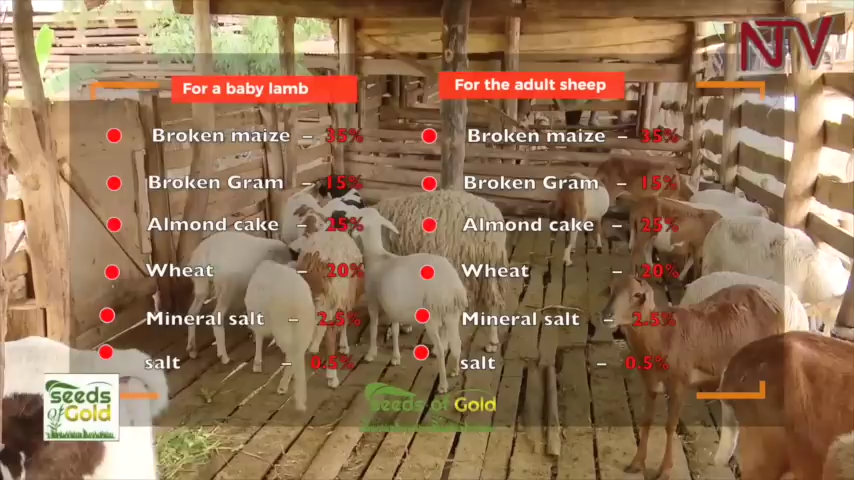 NTV
For a baby lamb
Broken maize – 35%
Broken Gram – 15%
Almond cake – 25%
Wheat – 20%
Mineral salt – 2.5%
salt – 0.5%
For the adult sheep
Broken maize – 35%
Broken Gram – 15%
Almond cake – 25%
Wheat – 20%
Mineral salt – 2.5%
salt – 0.5%
seeds
of Gold
Seeds of Gold